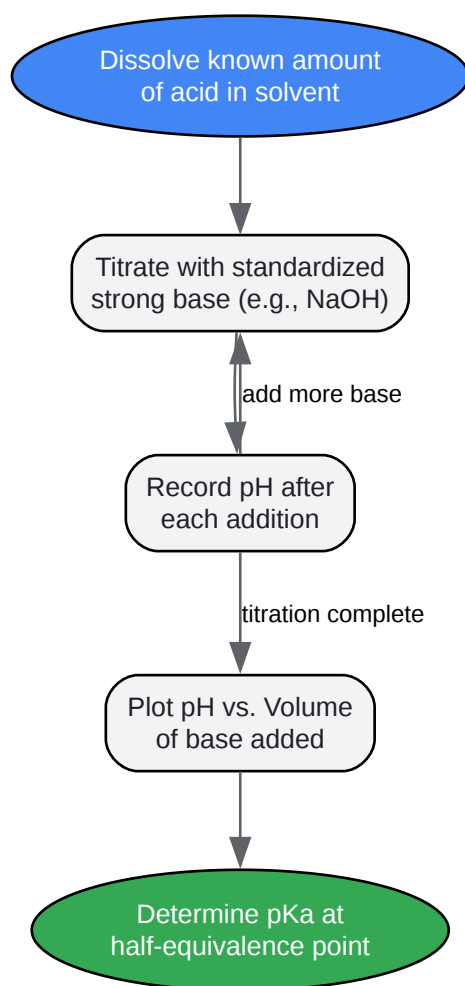 Dissolve known amount
of acid in solvent
Titrate with standardized
strong base (e.g., NaOH)
add more base
Record pH after
each addition
titration complete
Plot pH vs. Volume
of base added
Determine pKa at
half-equivalence point